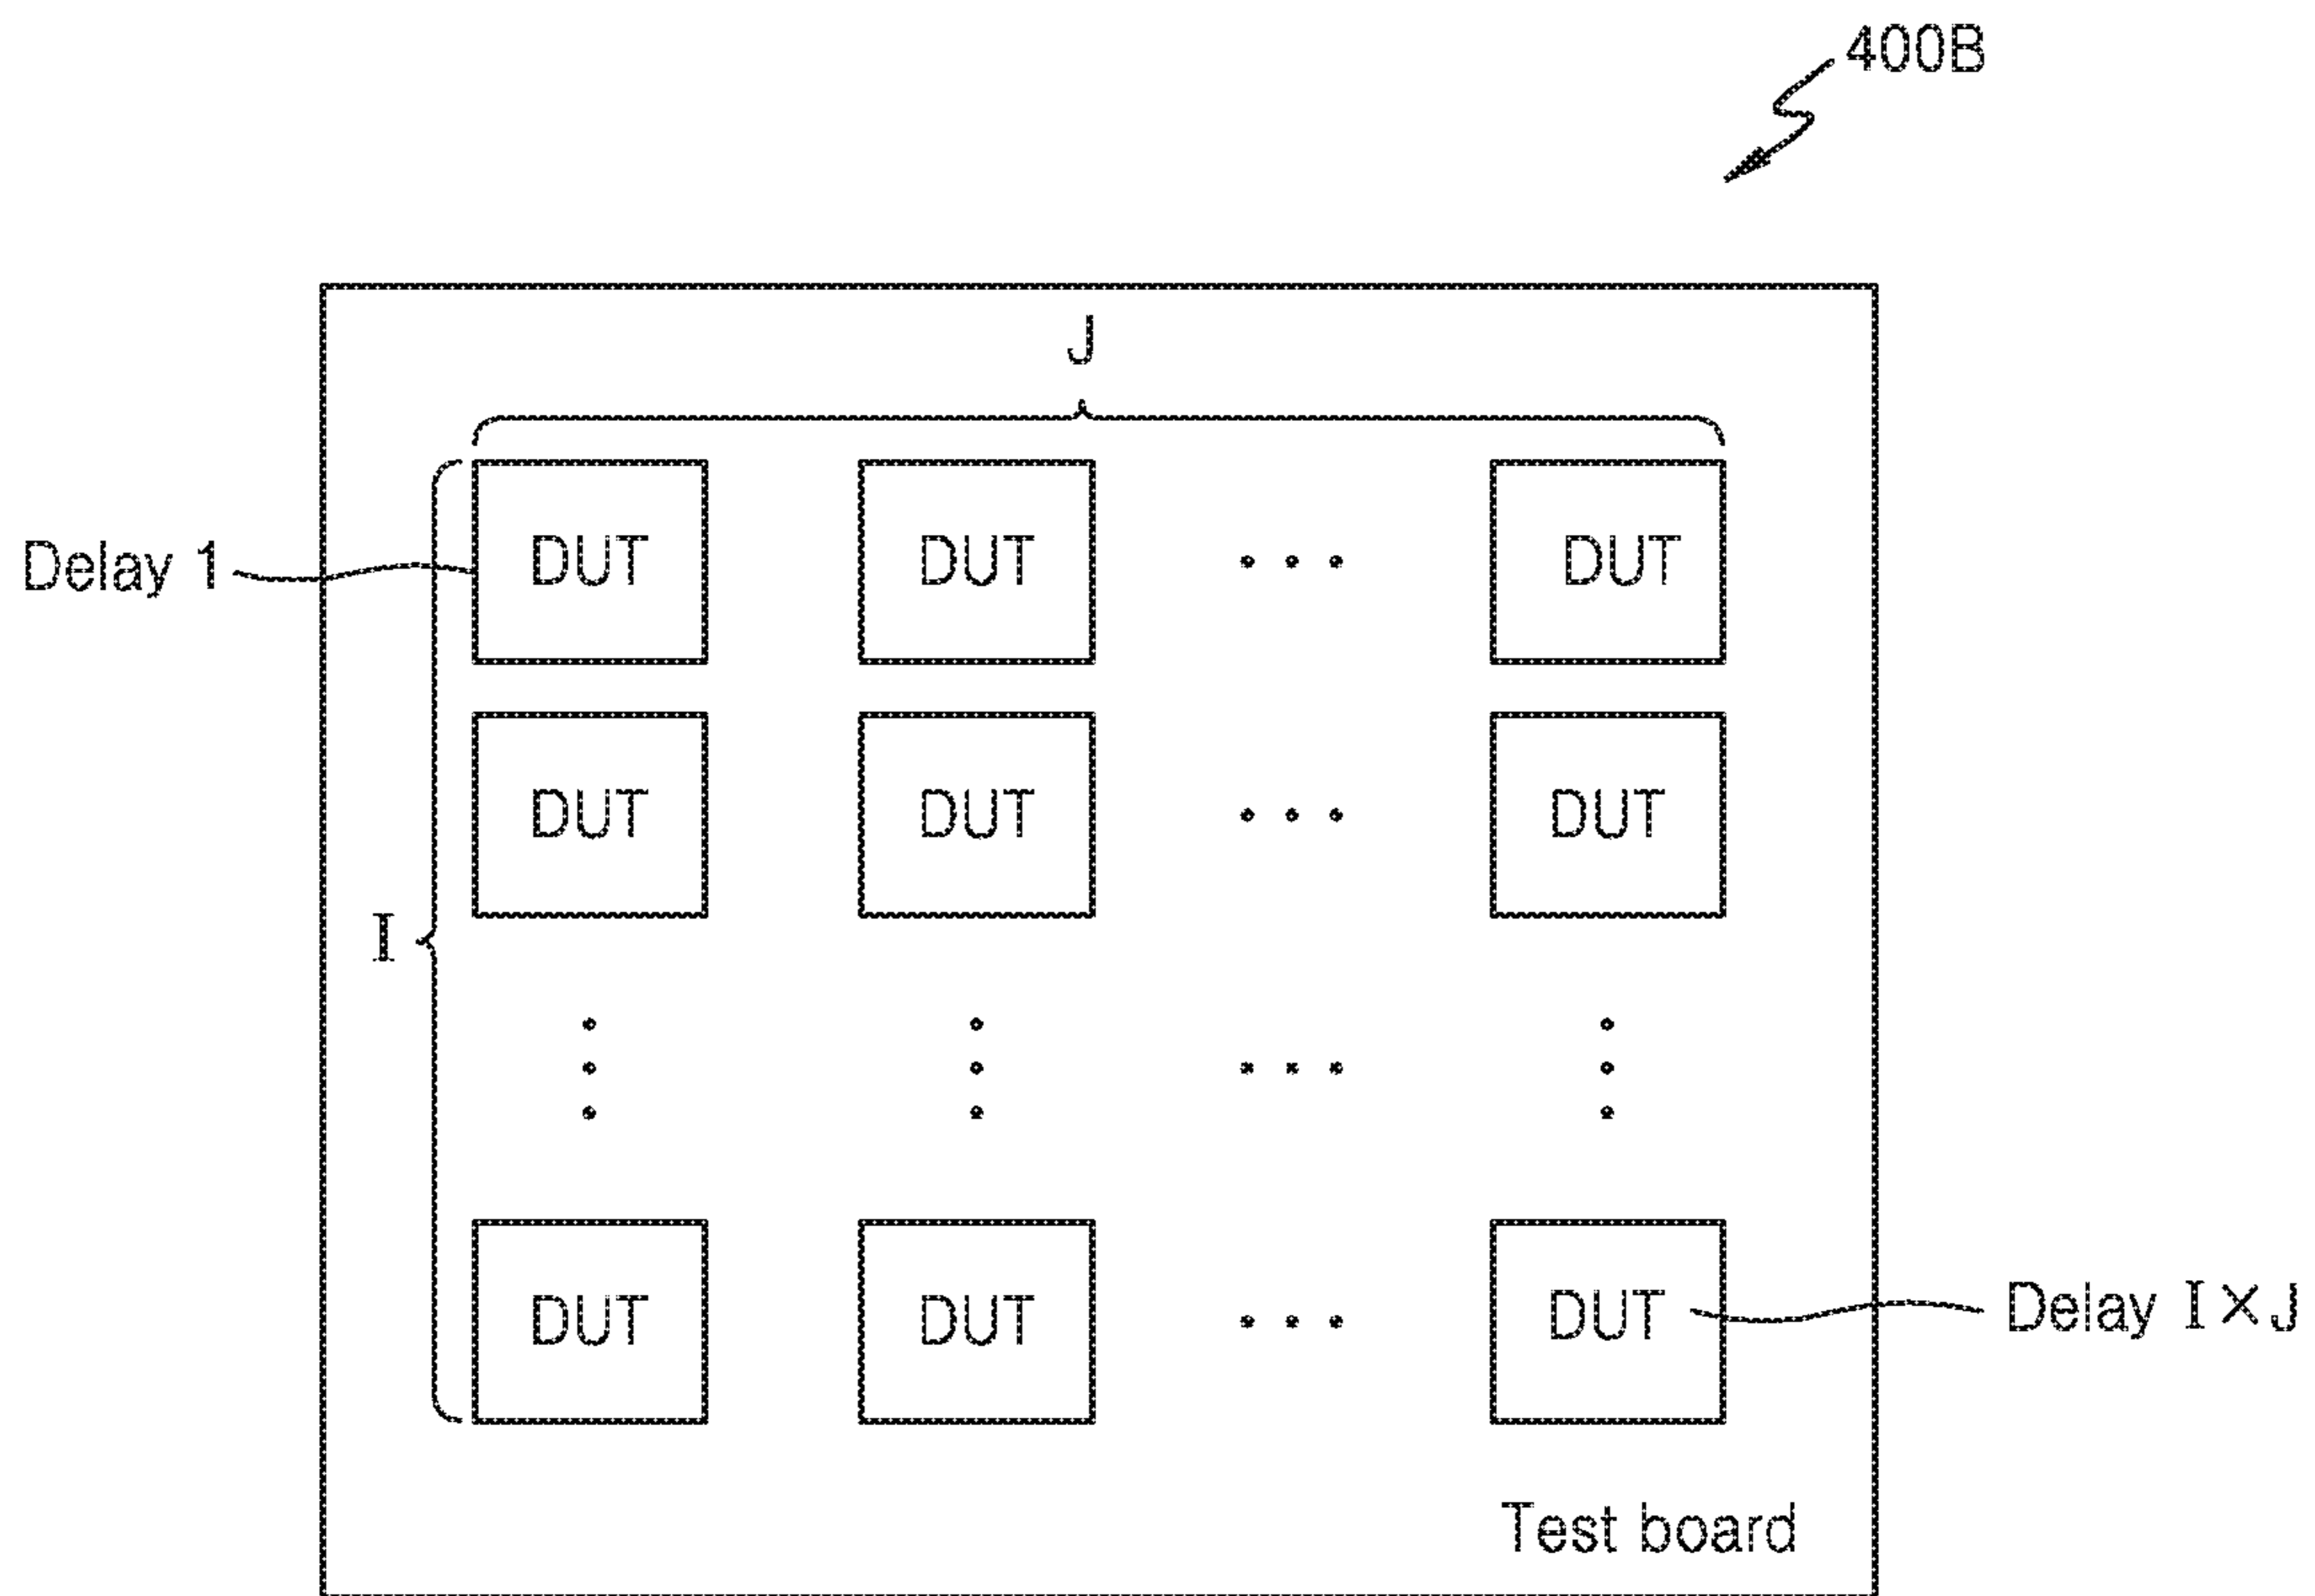 400B
J
Delay 1
DUT DUT ... DUT
DUT DUT ... DUT
I
...
DUT DUT ... DUT
Delay I×J
Test board